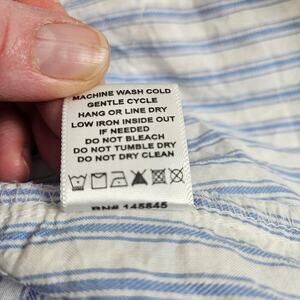 MACHINE WASH COLD
GENTLE CYCLE
HANG OR LINE DRY
LOW IRON INSIDE OUT
IF NEEDED
DO NOT BLEACH
DO NOT TUMBLE DRY
DO NOT DRY CLEAN
RN# 145845